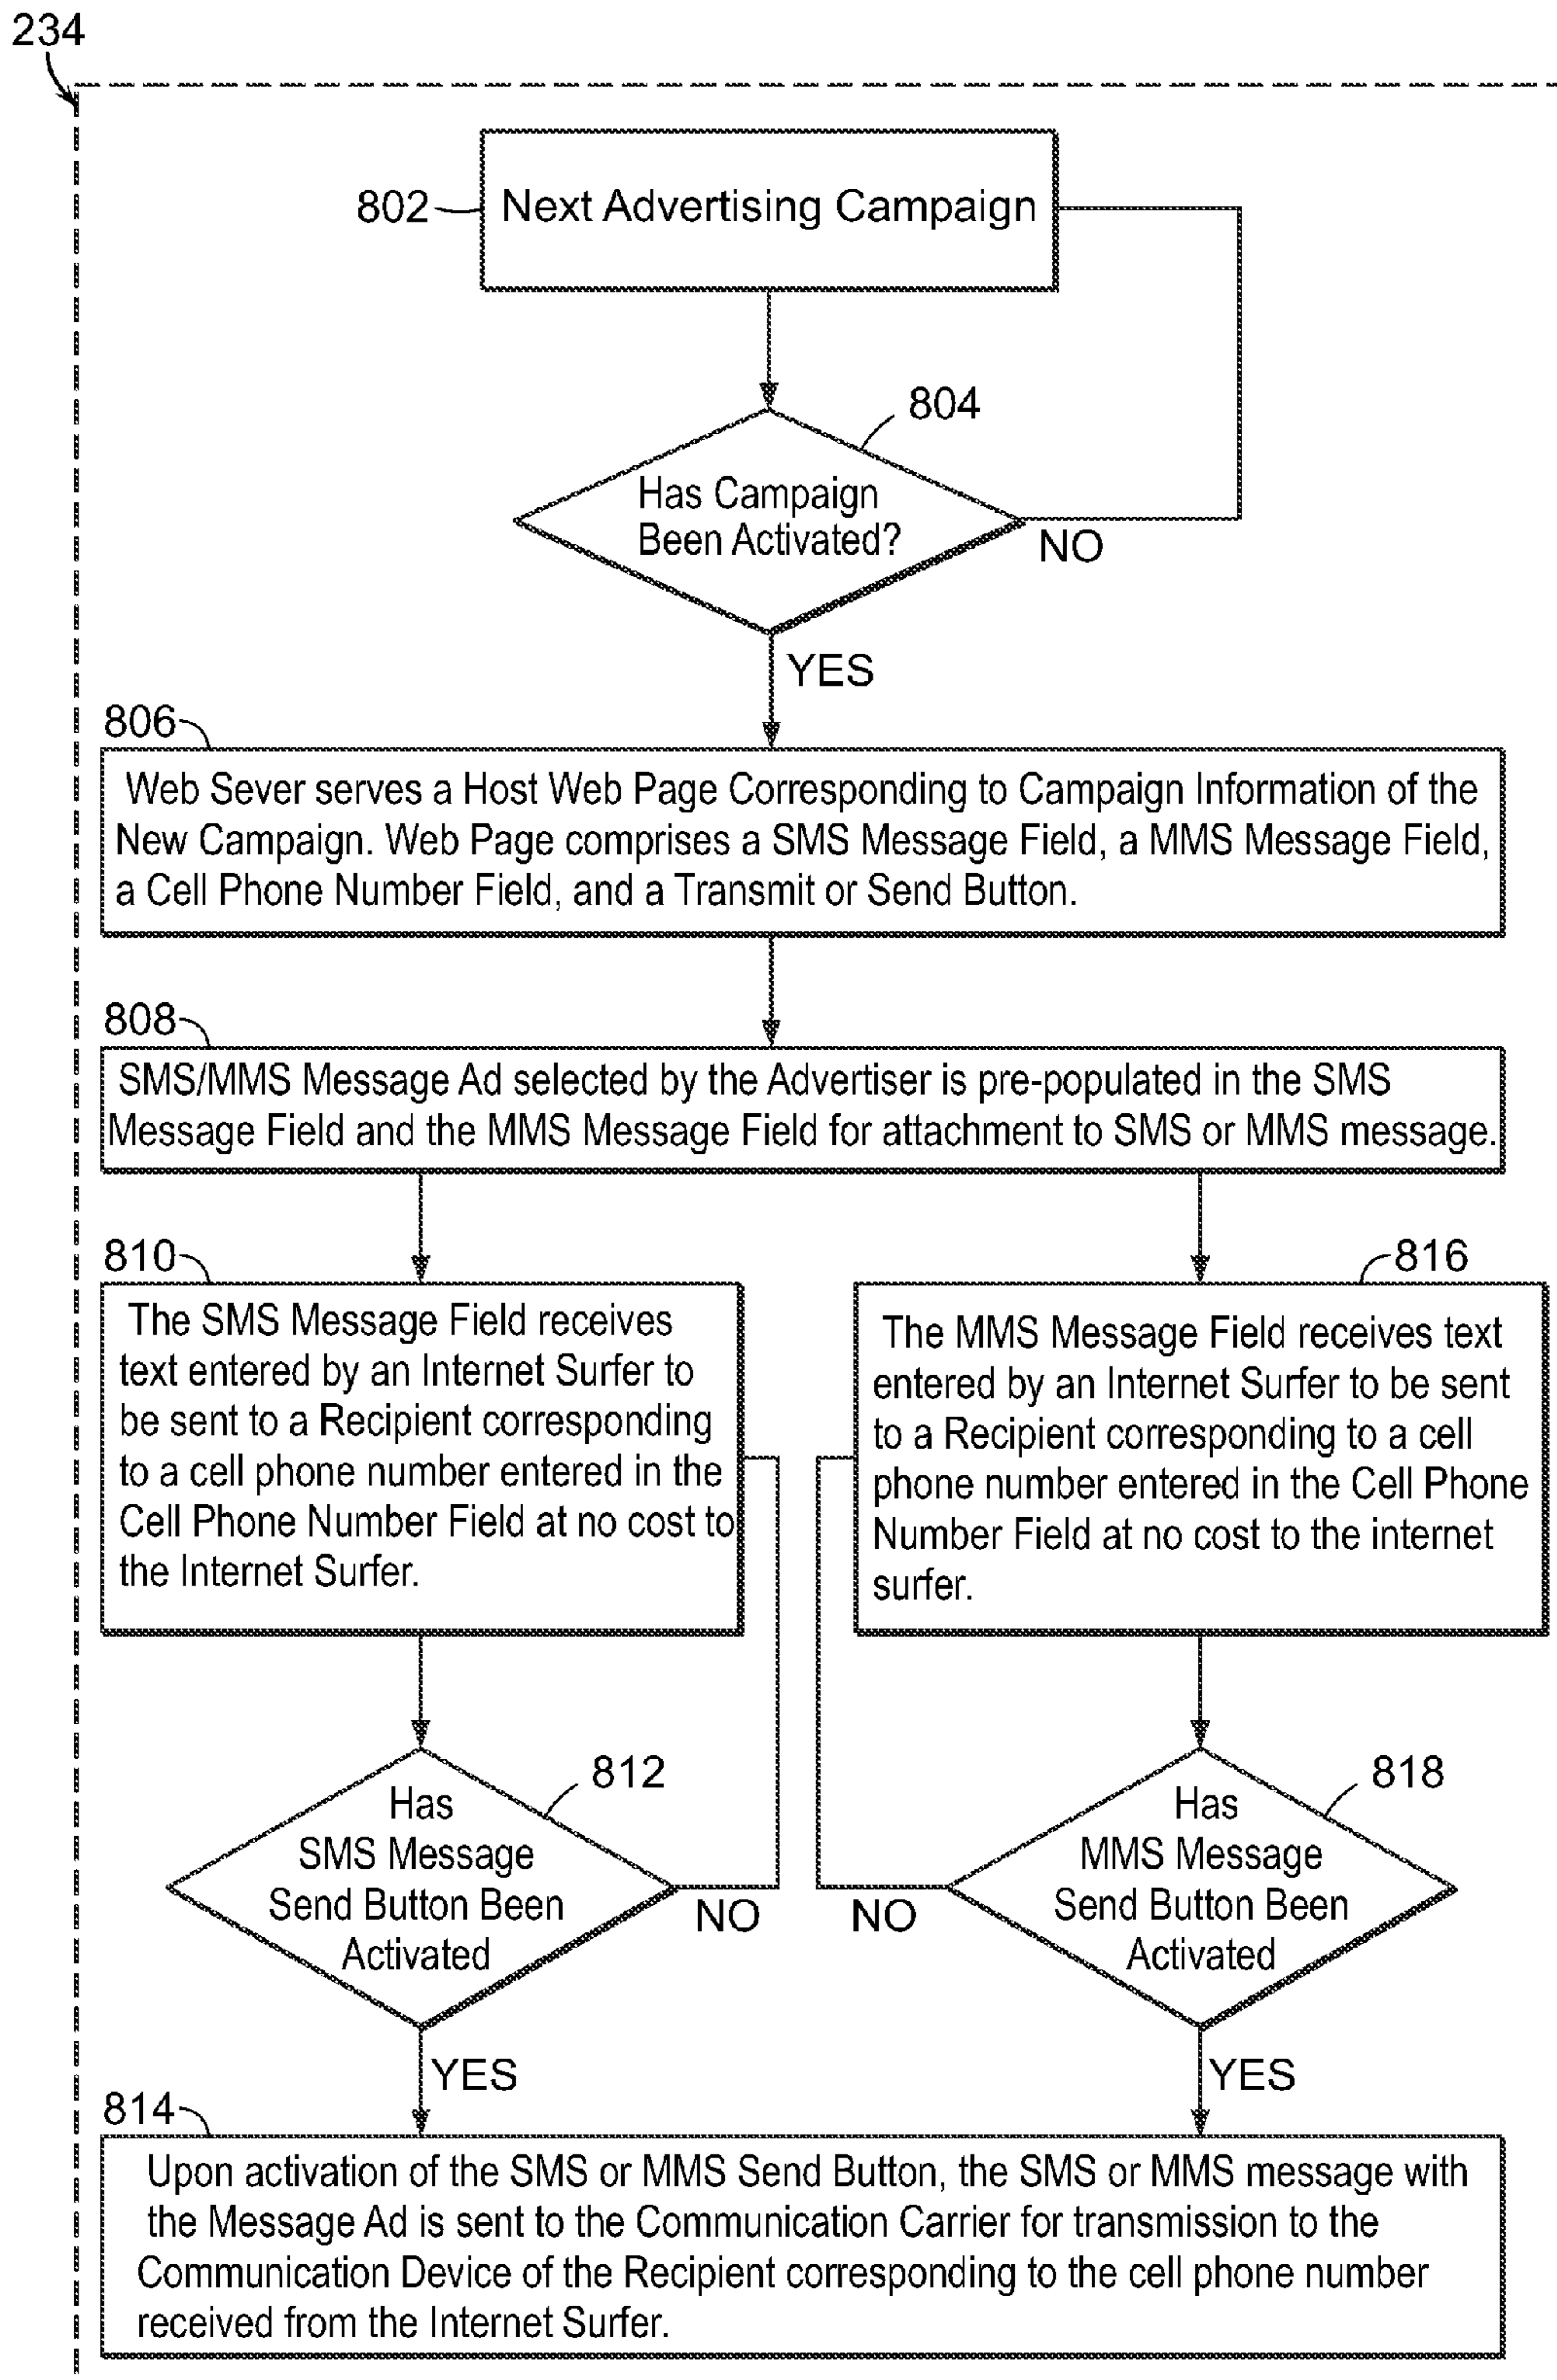 234
802
Next Advertising Campaign
804
Has Campaign
Been Activated?
NO
YES
806
Web Sever serves a Host Web Page Corresponding to Campaign Information of the
New Campaign. Web Page comprises a SMS Message Field, a MMS Message Field,
a Cell Phone Number Field, and a Transmit or Send Button.
808
SMS/MMS Message Ad selected by the Advertiser is pre-populated in the SMS
Message Field and the MMS Message Field for attachment to SMS or MMS message.
810
The SMS Message Field receives
text entered by an Internet Surfer to
be sent to a Recipient corresponding
to a cell phone number entered in the
Cell Phone Number Field at no cost to
the Internet Surfer.
816
The MMS Message Field receives text
entered by an Internet Surfer to be sent
to a Recipient corresponding to a cell
phone number entered in the Cell Phone
Number Field at no cost to the internet
surfer.
812
Has
SMS Message
Send Button Been
Activated
NO
YES
818
Has
MMS Message
Send Button Been
Activated
NO
YES
814
Upon activation of the SMS or MMS Send Button, the SMS or MMS message with
the Message Ad is sent to the Communication Carrier for transmission to the
Communication Device of the Recipient corresponding to the cell phone number
received from the Internet Surfer.